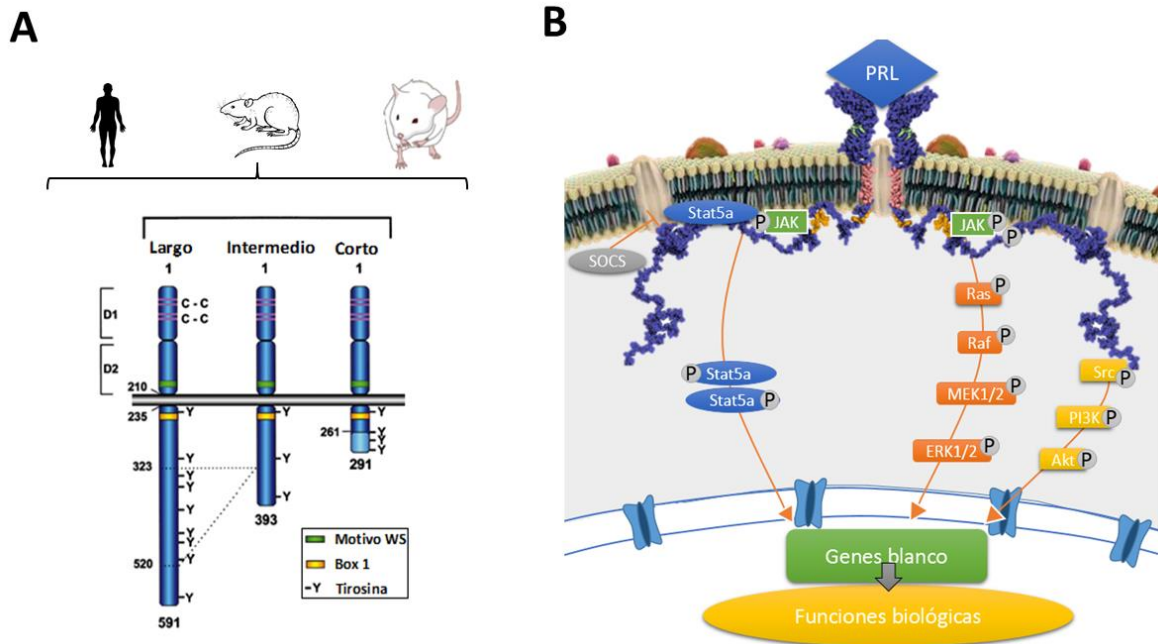 A
Largo Intermedio Corto
1 1 1
D1
C - C
C - C
D2
210
235
Y Y Y
261
Y
Y
Y
Y
Y
323
Y
Y
Y
Y
Y
Y
Y
Y
291
393
520
Y
591
Motivo WS
Box 1
-Y Tirosina
B
PRL
Stat5a
P
JAK
JAK
P
P
SOCS
Ras
P
Raf
P
P
Stat5a
Stat5a
P
MEK1/2
P
ERK1/2
P
Src
P
PI3K
P
Akt
P
Genes blanco
Funciones biológicas